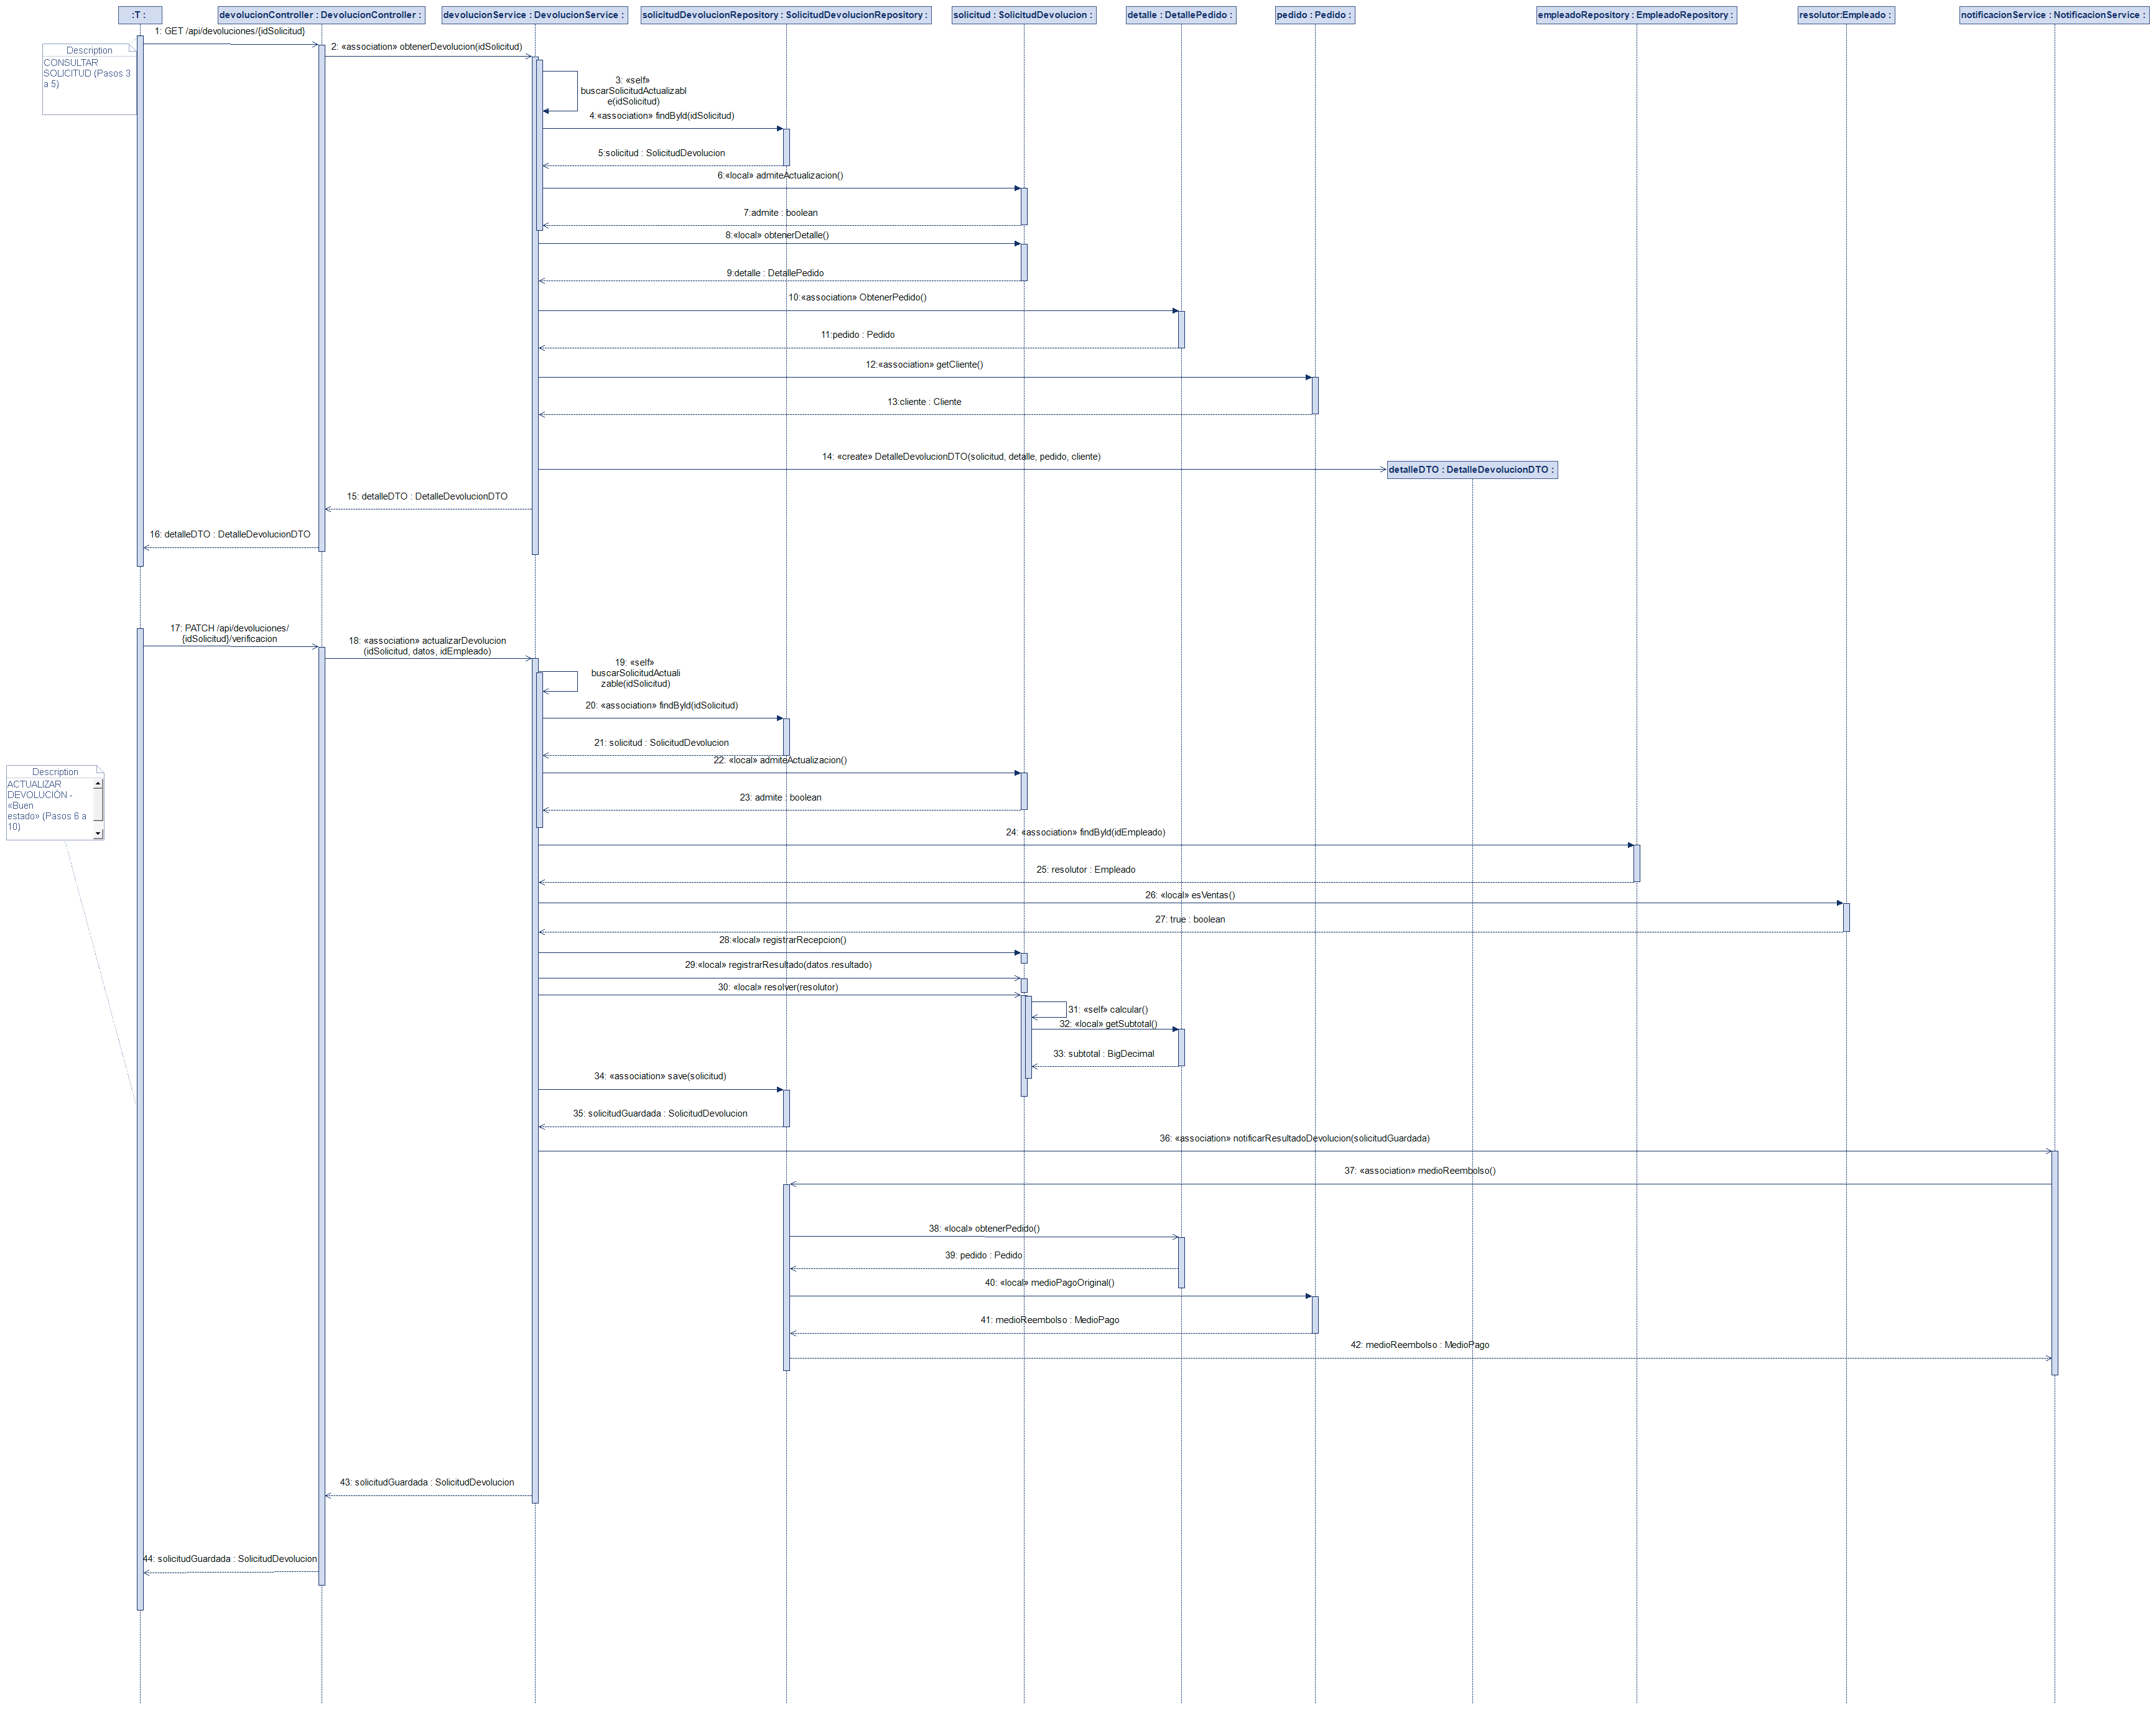 :T :
devolucionController : DevolucionController :
devolucionService : DevolucionService :
solicitudDevolucionRepository : SolicitudDevolucionRepository :
solicitud : SolicitudDevolucion :
detalle : DetallePedido :
pedido : Pedido :
empleadoRepository : EmpleadoRepository :
resolutor:Empleado :
notificacionService : NotificacionService :
1: GET /api/devoluciones/{idSolicitud}
Description
CONSULTAR
SOLICITUD (Pasos 3
a 5)
2: «association» obtenerDevolucion(idSolicitud)
3: «self»
buscarSolicitudActualizabl
e(idSolicitud)
4:«association» findById(idSolicitud)
5:solicitud : SolicitudDevolucion
6:«local» admiteActualizacion()
7:admite : boolean
8:«local» obtenerDetalle()
9:detalle : DetallePedido
10:«association» ObtenerPedido()
11:pedido : Pedido
12:«association» getCliente()
13:cliente : Cliente
14: «create» DetalleDevolucionDTO(solicitud, detalle, pedido, cliente)
detalleDTO : DetalleDevolucionDTO :
15: detalleDTO : DetalleDevolucionDTO
16: detalleDTO : DetalleDevolucionDTO
17: PATCH /api/devoluciones/
{idSolicitud}/verificacion
18: «association» actualizarDevolucion
(idSolicitud, datos, idEmpleado)
19: «self»
buscarSolicitudActuali
zable(idSolicitud)
20: «association» findById(idSolicitud)
21: solicitud : SolicitudDevolucion
22: «local» admiteActualizacion()
Description
ACTUALIZAR
DEVOLUCIÓN -
«Buen
estado» (Pasos 6 a
10)
23: admite : boolean
24: «association» findById(idEmpleado)
25: resolutor : Empleado
26: «local» esVentas()
27: true : boolean
28:«local» registrarRecepcion()
29:«local» registrarResultado(datos.resultado)
30: «local» resolver(resolutor)
31: «self» calcular()
32: «local» getSubtotal()
33: subtotal : BigDecimal
34: «association» save(solicitud)
35: solicitudGuardada : SolicitudDevolucion
36: «association» notificarResultadoDevolucion(solicitudGuardada)
37: «association» medioReembolso()
38: «local» obtenerPedido()
39: pedido : Pedido
40: «local» medioPagoOriginal()
41: medioReembolso : MedioPago
42: medioReembolso : MedioPago
43: solicitudGuardada : SolicitudDevolucion
44: solicitudGuardada : SolicitudDevolucion